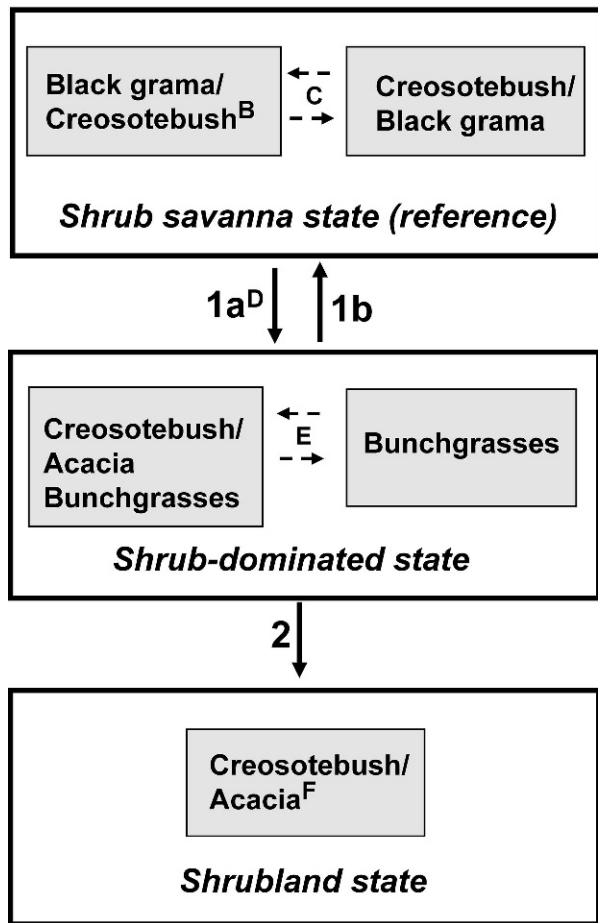 Black grama/
Creosotebush^B
C
Creosotebush/
Black grama
Shrub savanna state (reference)
1a^D
1b
Creosotebush/
Acacia
Bunchgrasses
E
Bunchgrasses
Shrub-dominated state
2
Creosotebush/
Acacia^F
Shrubland state